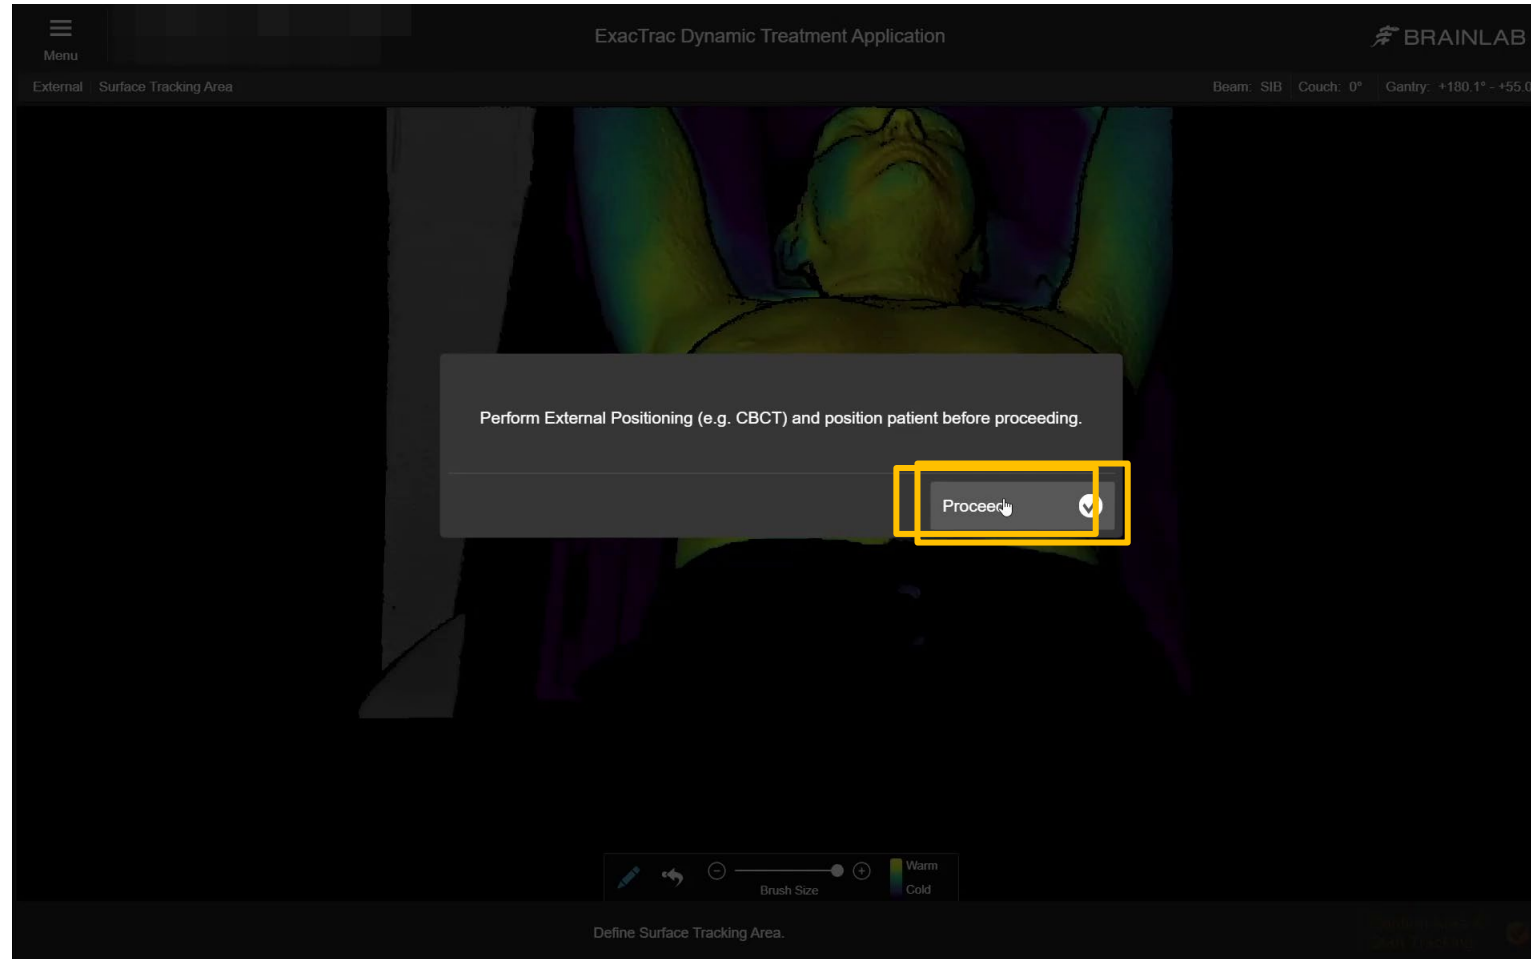 ExacTrac Dynamic Treatment Application
BRAINLAB
Menu
External Surface Tracking Area
Beam: SIB Couch: 0° Gantry: +180.1° - +55.0
Perform External Positioning (e.g. CBCT) and position patient before proceeding.
Proceed
Warm
Brush Size
Cold
Define Surface Tracking Area.